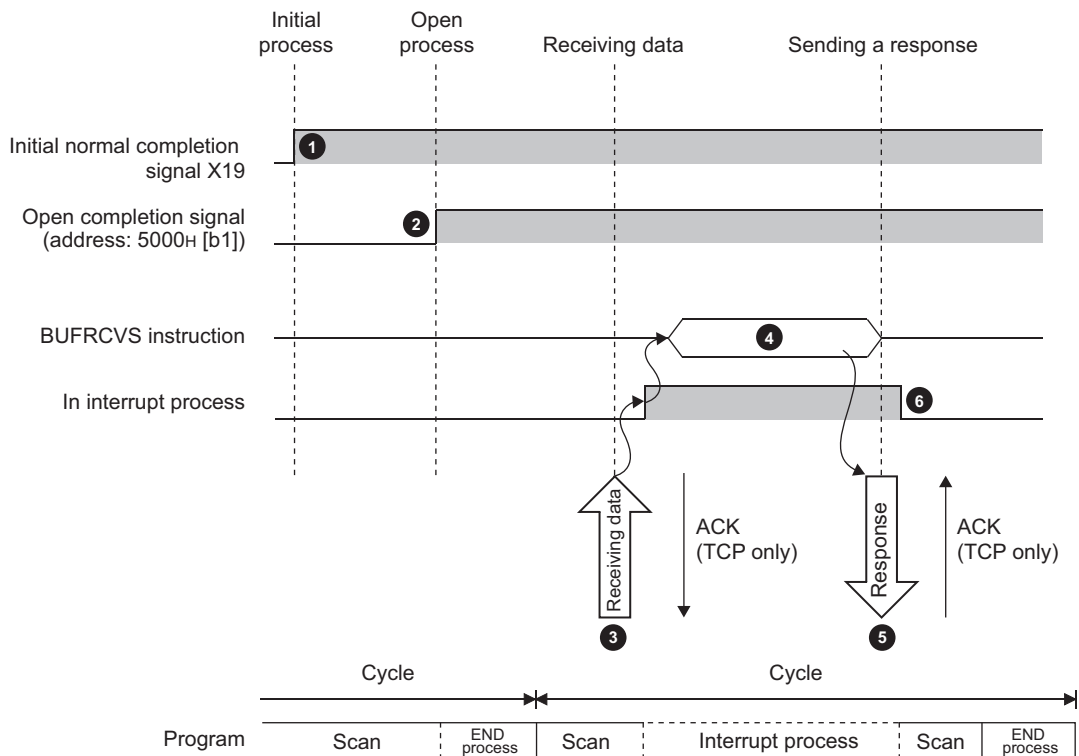 Initial
process
Open
process
Receiving data
Sending a response
Initial normal completion
signal X19
1
Open completion signal
(address: 5000H [b1])
2
BUFRCVS instruction
4
In interrupt process
6
Receiving data
ACK
(TCP only)
Response
ACK
(TCP only)
3
5
Cycle
Cycle
Program
Scan
END
process
Scan
Interrupt process
Scan
END
process